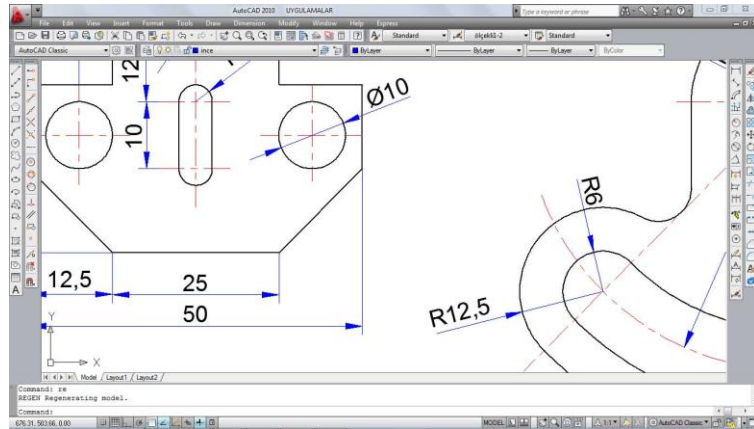 AutoCAD 2010 UYGULAMALAR
Type a keyword or phrase
File Edit View Insert Format Tools Draw Dimension Modify Window Help Express
Standard ölçekli-2 Standard
AutoCAD Classic ince ByLayer ByLayer ByLayer ByColor
12
Ø10
10
R6
12,5 25
50
R12,5
Y
X
Model Layout1 Layout2
Command: re
REGEN Regenerating model.
Command:
676.31, 503.66, 0.00 MODEL 1:1 AutoCAD Classic